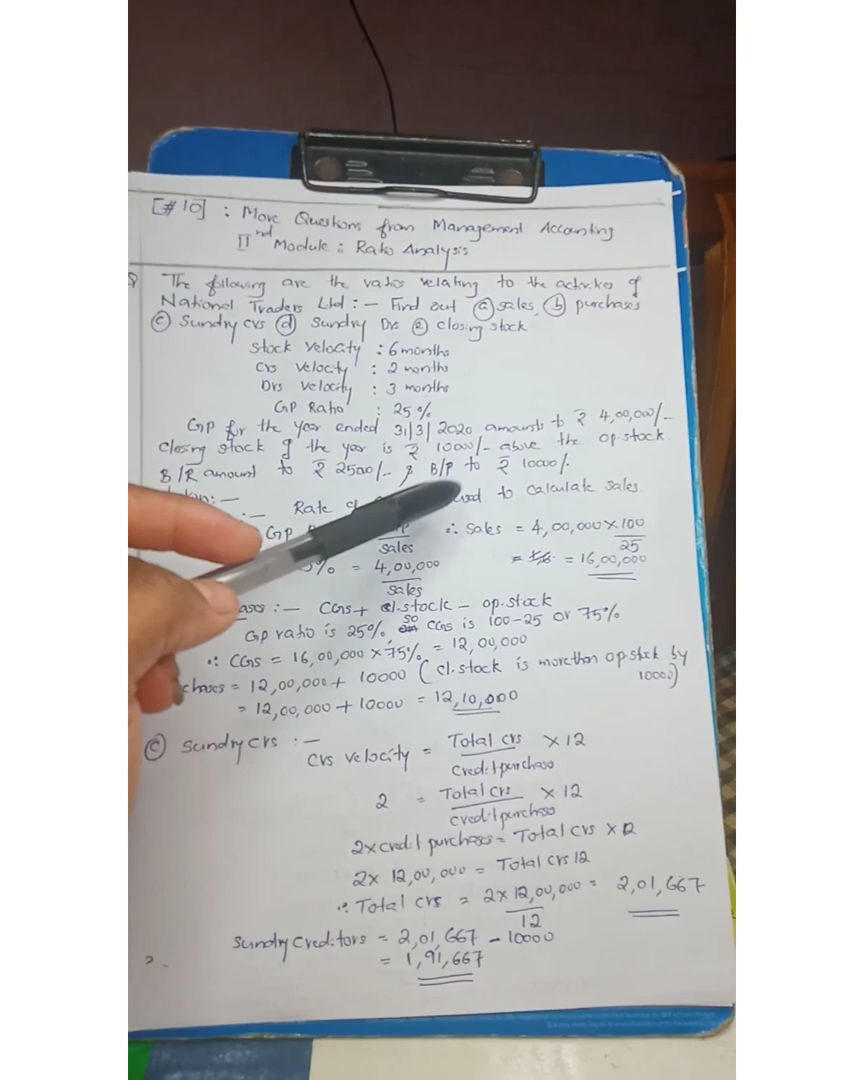 [#10] : More Questions from Management Accounting
IInd Module : Ratio Analysis
The following are the ratios relating to the activities of
National Traders Ltd :– Find out (a) sales, (b) purchases
(c) Sundry Crs (d) Sundry Drs (e) closing stock
Stock Velocity : 6 months
Crs Velocity : 2 months
Drs Velocity : 3 months
GP Ratio : 25%
GP for the year ended 31/3/2020 amounts to ₹ 4,00,000/-
closing stock of the year is ₹ 10000/- above the op.stock
B/R amount to ₹ 2500/- & B/P to ₹ 10000/-
:– Rate to calculate sales
GP
sales
∴ Sales = 4,00,000 × 100
25
= 16,00,000
% = 4,00,000
sales
:– CGS + cl.stock – op.stock
GP ratio is 25%, so CGS is 100-25 or 75%
∴ CGS = 16,00,000 × 75% = 12,00,000
chases = 12,00,000 + 10000 (cl.stock is more than op stock by 10000)
= 12,00,000 + 10000 = 12,10,000
(c) Sundry Crs :–
Crs velocity = Total crs × 12
credit purchase
2 = Total crs × 12
credit purchase
2 x credit purchases = Total crs × 12
2 x 12,00,000 = Total crs 12
∴ Total crs = 2 x 12,00,000 = 2,01,667
12
Sundry Creditors = 2,01,667 – 10000
= 1,91,667